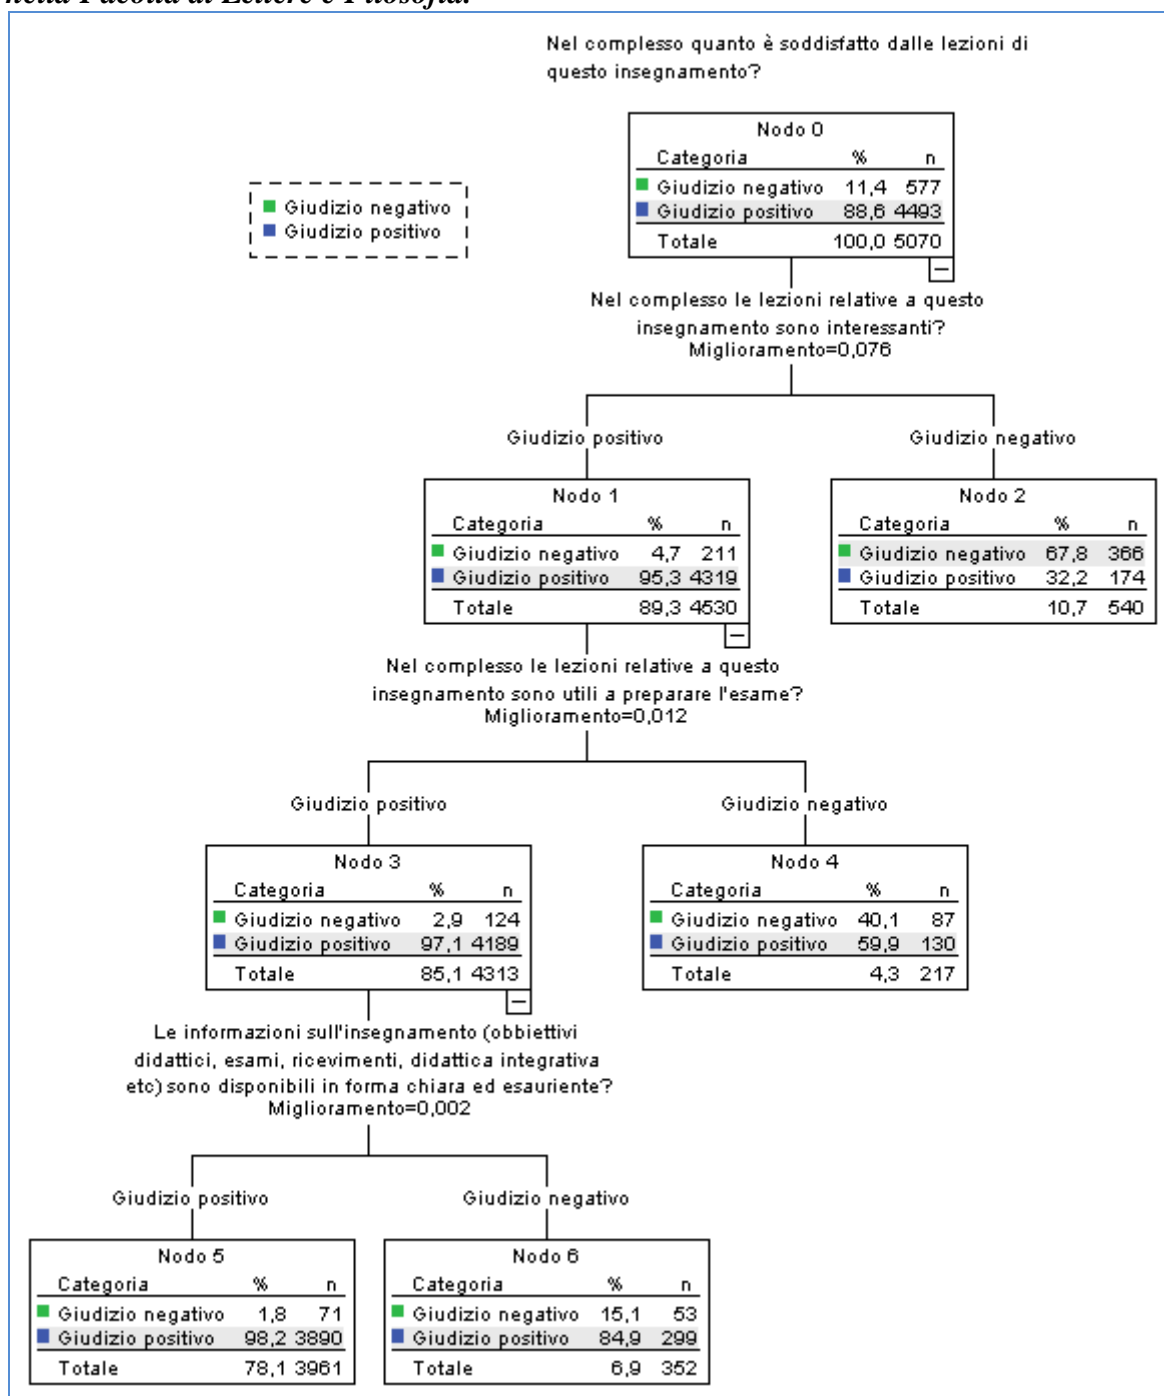 nella Facoltà di Lettere e Filosofia.
Nel complesso quanto è soddisfatto dalle lezioni di
questo insegnamento?
Nodo 0
Categoria % n
Giudizio negativo 11,4 577
Giudizio positivo 88,6 4493
Totale 100,0 5070
Giudizio negativo
Giudizio positivo
Nel complesso le lezioni relative a questo
insegnamento sono interessanti?
Miglioramento=0,076
Giudizio positivo
Giudizio negativo
Nodo 1
Categoria % n
Giudizio negativo 4,7 211
Giudizio positivo 95,3 4319
Totale 89,3 4530
Nodo 2
Categoria % n
Giudizio negativo 67,8 366
Giudizio positivo 32,2 174
Totale 10,7 540
Nel complesso le lezioni relative a questo
insegnamento sono utili a preparare l'esame?
Miglioramento=0,012
Giudizio positivo
Giudizio negativo
Nodo 3
Categoria % n
Giudizio negativo 2,9 124
Giudizio positivo 97,1 4189
Totale 85,1 4313
Nodo 4
Categoria % n
Giudizio negativo 40,1 87
Giudizio positivo 59,9 130
Totale 4,3 217
Le informazioni sull'insegnamento (obbiettivi
didattici, esami, ricevimenti, didattica integrativa
etc) sono disponibili in forma chiara ed esauriente?
Miglioramento=0,002
Giudizio positivo
Giudizio negativo
Nodo 5
Categoria % n
Giudizio negativo 1,8 71
Giudizio positivo 98,2 3890
Totale 78,1 3961
Nodo 6
Categoria % n
Giudizio negativo 15,1 53
Giudizio positivo 84,9 299
Totale 6,9 352